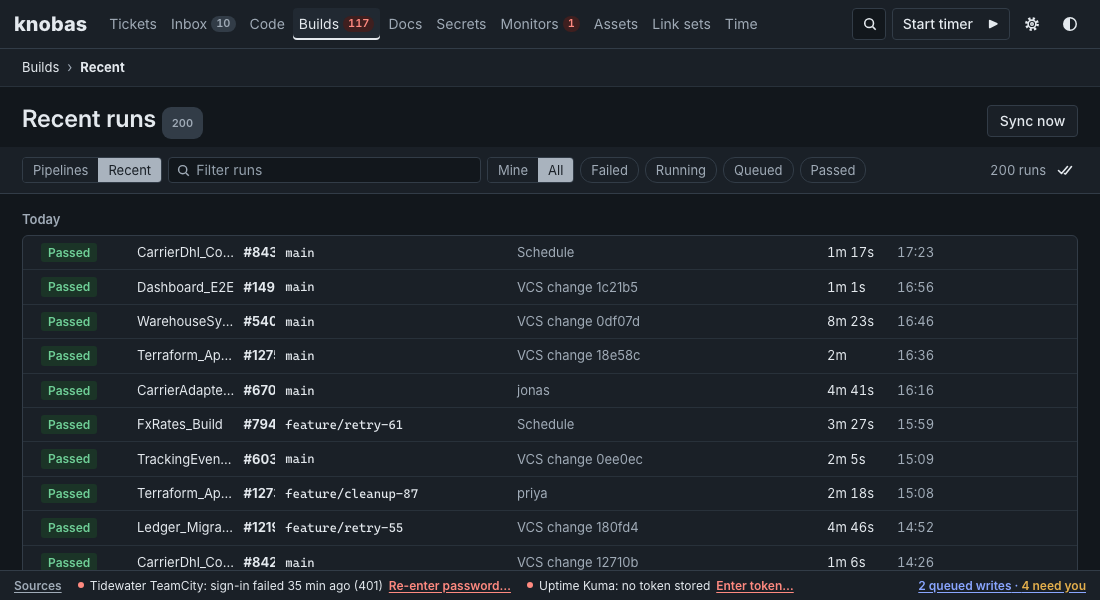 knobas Tickets Inbox 10 Code Builds 117 Docs Secrets Monitors 1 Assets Link sets Time Start timer
Builds › Recent
Recent runs 200 Sync now
Pipelines Recent Filter runs Mine All Failed Running Queued Passed 200 runs
Today
Passed CarrierDhl_Co... #843 main Schedule 1m 17s 17:23
Passed Dashboard_E2E #149 main VCS change 1c21b5 1m 1s 16:56
Passed WarehouseSy... #540 main VCS change 0df07d 8m 23s 16:46
Passed Terraform_Ap... #127 main VCS change 18e58c 2m 16:36
Passed CarrierAdapte... #670 main jonas 4m 41s 16:16
Passed FxRates_Build #794 feature/retry-61 Schedule 3m 27s 15:59
Passed TrackingEven... #603 main VCS change 0ee0ec 2m 5s 15:09
Passed Terraform_Ap... #127 feature/cleanup-87 priya 2m 18s 15:08
Passed Ledger_Migra... #1219 feature/retry-55 VCS change 180fd4 4m 46s 14:52
Passed CarrierDhl_Co... #842 main VCS change 12710b 1m 6s 14:26
Sources Tidewater TeamCity: sign-in failed 35 min ago (401) Re-enter password... Uptime Kuma: no token stored Enter token... 2 queued writes · 4 need you